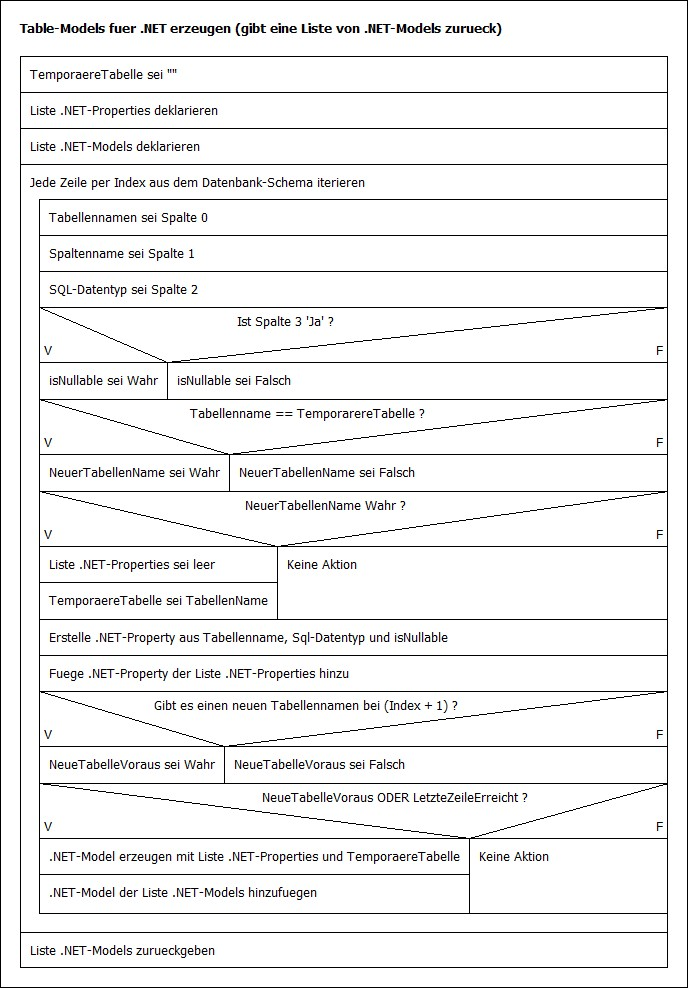 Table-Models fuer .NET erzeugen (gibt eine Liste von .NET-Models zurueck)
TemporaereTabelle sei ""
Liste .NET-Properties deklarieren
Liste .NET-Models deklarieren
Jede Zeile per Index aus dem Datenbank-Schema iterieren
Tabellennamen sei Spalte 0
Spaltenname sei Spalte 1
SQL-Datentyp sei Spalte 2
Ist Spalte 3 'Ja' ?
V F
isNullable sei Wahr isNullable sei Falsch
Tabellenname == TemporarereTabelle ?
V F
NeuerTabellenName sei Wahr NeuerTabellenName sei Falsch
NeuerTabellenName Wahr ?
V F
Liste .NET-Properties sei leer Keine Aktion
TemporaereTabelle sei TabellenName
Erstelle .NET-Property aus Tabellenname, Sql-Datentyp und isNullable
Fuege .NET-Property der Liste .NET-Properties hinzu
Gibt es einen neuen Tabellennamen bei (Index + 1) ?
V F
NeueTabelleVoraus sei Wahr NeueTabelleVoraus sei Falsch
NeueTabelleVoraus ODER LetzteZeileErreicht ?
V F
.NET-Model erzeugen mit Liste .NET-Properties und TemporaereTabelle Keine Aktion
.NET-Model der Liste .NET-Models hinzufuegen
Liste .NET-Models zurueckgeben